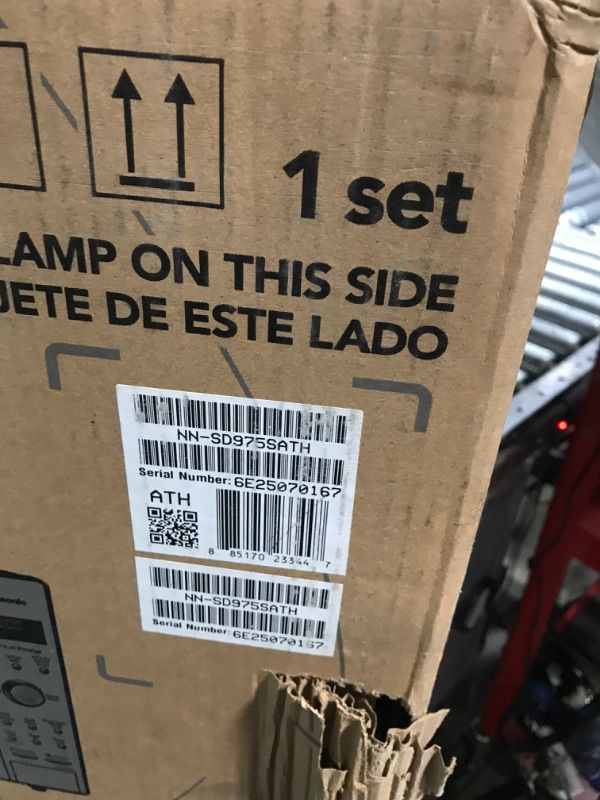 1 set
LAMP ON THIS SIDE
JETE DE ESTE LADO
NN-SD975SATH
Serial Number: 6E25070167
ATH
8 85170 23344 7
NN-SD975SATH
Serial Number: 6E25070167